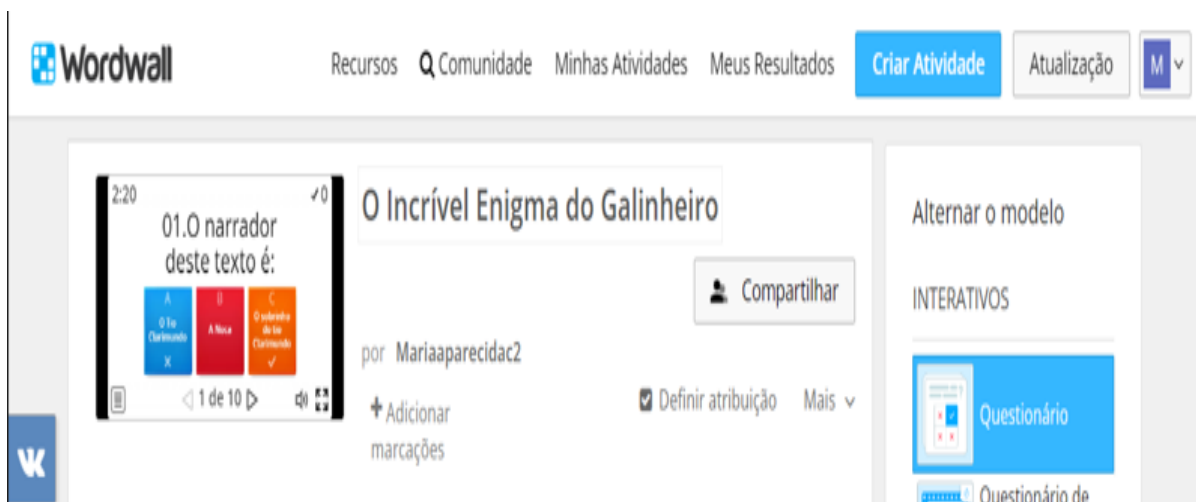 Wordwall
Recursos Comunidade Minhas Atividades Meus Resultados Criar Atividade Atualização M
2:20 ✓0
01.O narrador
deste texto é:
A
O Tio
Clarimundo
A Noca
C
O sobrinho
do tio
Clarimundo
1 de 10
O Incrível Enigma do Galinheiro
Compartilhar
por Mariaaparecidac2
+ Adicionar
marcações
Definir atribuição Mais
Alternar o modelo
INTERATIVOS
Questionário
Questionário de